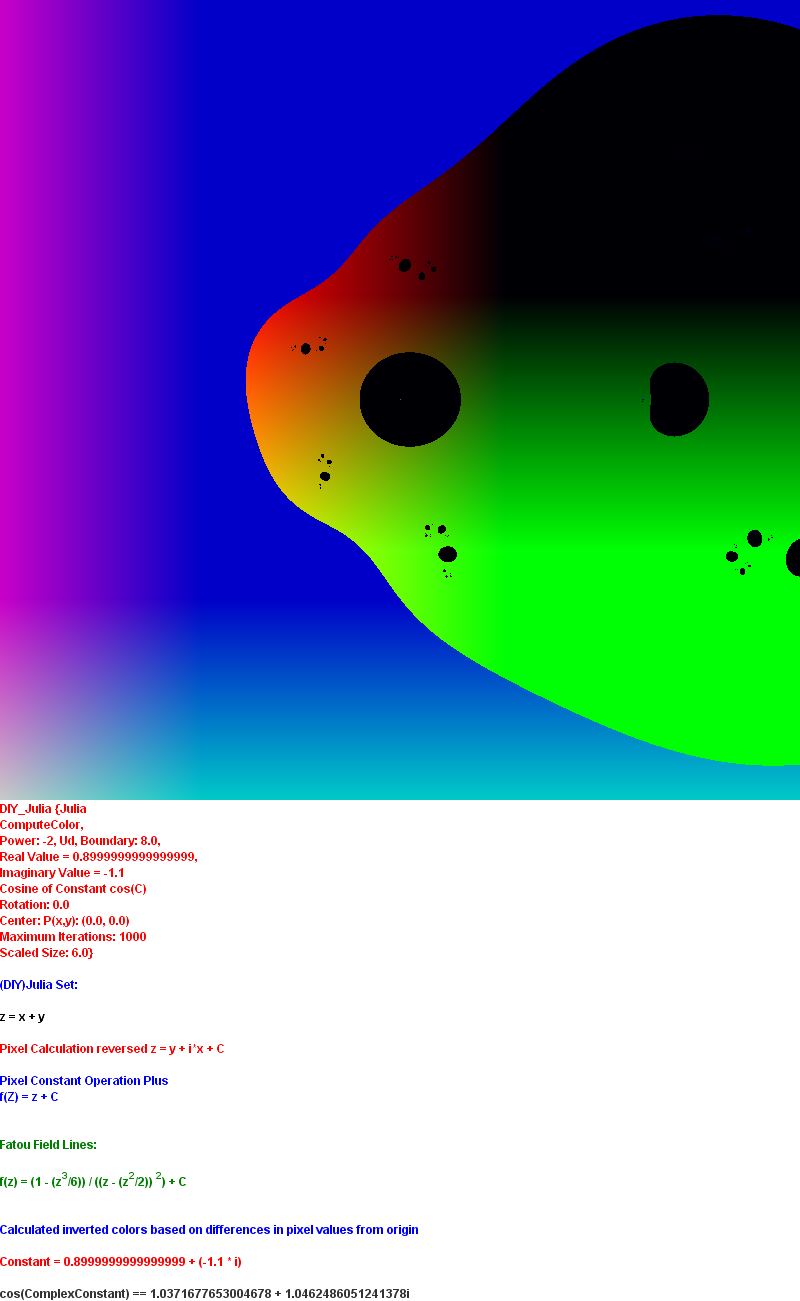 DIY_Julia {Julia
ComputeColor,
Power: -2, Ud, Boundary: 8.0,
Real Value = 0.8999999999999999,
Imaginary Value = -1.1
Cosine of Constant cos(C)
Rotation: 0.0
Center: P(x,y): (0.0, 0.0)
Maximum Iterations: 1000
Scaled Size: 6.0}
(DIY)Julia Set:
z = x + y
Pixel Calculation reversed z = y + i*x + C
Pixel Constant Operation Plus
f(Z) = z + C
Fatou Field Lines:
f(z) = (1 - (z³/6)) / ((z - (z²/2)) ²) + C
Calculated inverted colors based on differences in pixel values from origin
Constant = 0.8999999999999999 + (-1.1 * i)
cos(ComplexConstant) == 1.0371677653004678 + 1.0462486051241378i